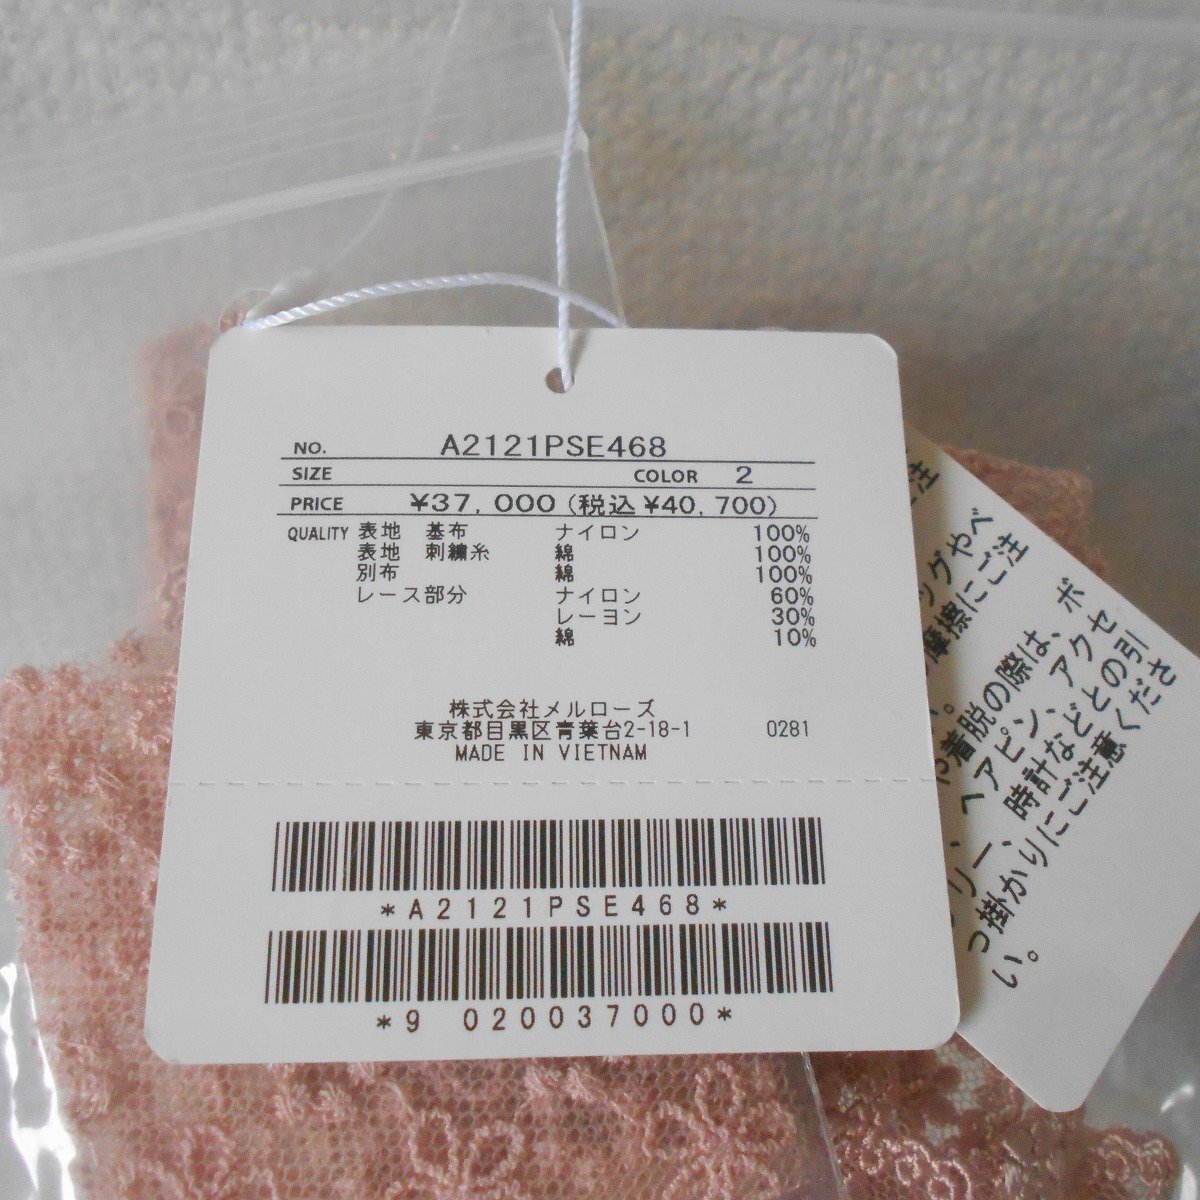 NO. A2121PSE468
SIZE COLOR 2
PRICE ¥37,000 (税込 ¥40,700)
QUALITY 表地 基布 ナイロン 100%
表地 刺繍糸 綿 100%
別布 綿 100%
レース部分 ナイロン 60%
レーヨン 30%
綿 10%
株式会社メルローズ
東京都目黒区青葉台2-18-1 0281
MADE IN VIETNAM
*A2121PSE468*
*9 020037000*
注
ッグやベ
摩擦にご注
。
着脱の際は、ボ
ヘアピン、アクセ
リー、時計などとの引
っ掛かりにご注意くださ
い。